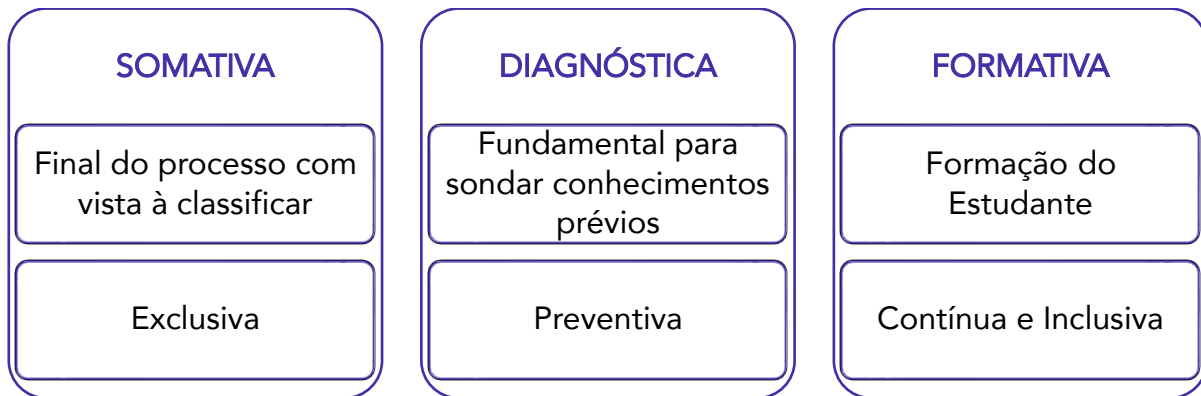 SOMATIVA
Final do processo com
vista à classificar
Exclusiva
DIAGNÓSTICA
Fundamental para
sondar conhecimentos
prévios
Preventiva
FORMATIVA
Formação do
Estudante
Contínua e Inclusiva